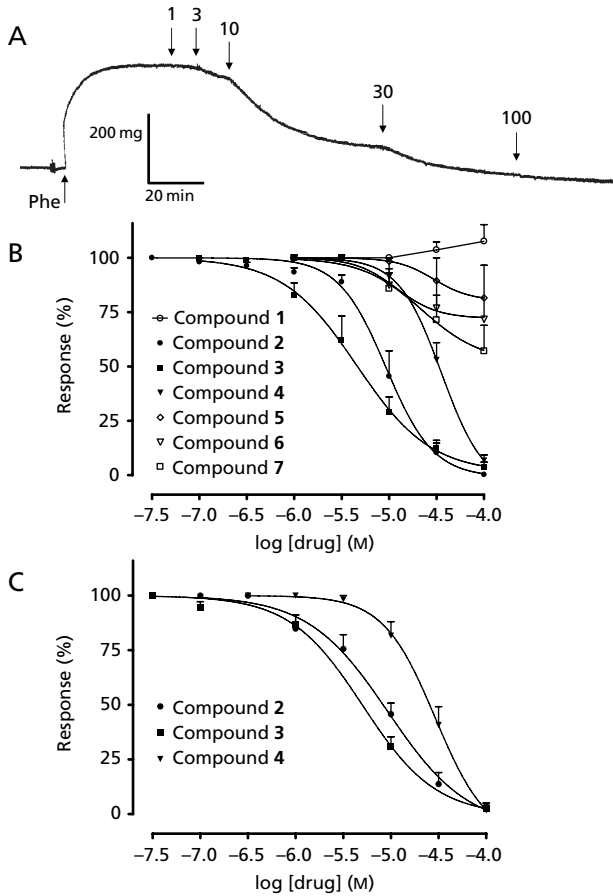 A
1 3 10 30 100
200 mg
20 min
Phe
B
100
75
50
25
0
Response (%)
Compound 1
Compound 2
Compound 3
Compound 4
Compound 5
Compound 6
Compound 7
−7.5 −7.0 −6.5 −6.0 −5.5 −5.0 −4.5 −4.0
log [drug] (M)
C
100
75
50
25
0
Response (%)
Compound 2
Compound 3
Compound 4
−7.5 −7.0 −6.5 −6.0 −5.5 −5.0 −4.5 −4.0
log [drug] (M)